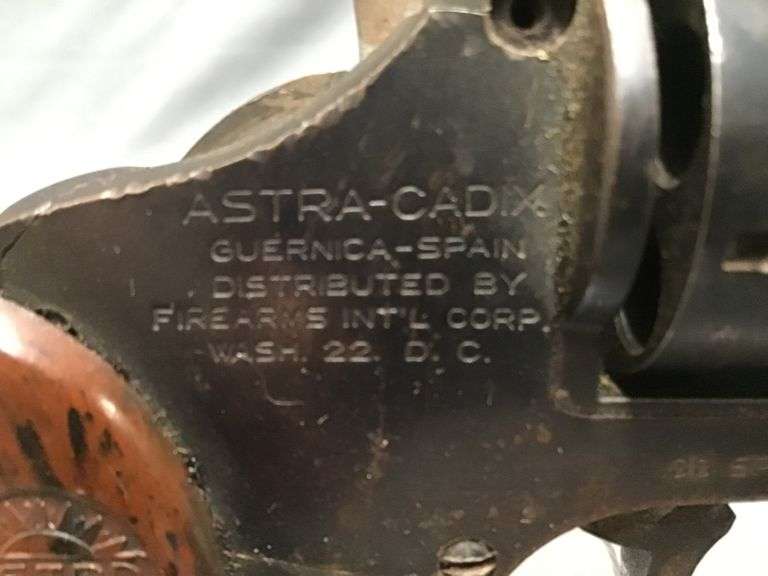 ASTRA-CADIX
GUERNICA-SPAIN
DISTRIBUTED BY
FIREARMS INT'L CORP.
WASH. 22. D. C.